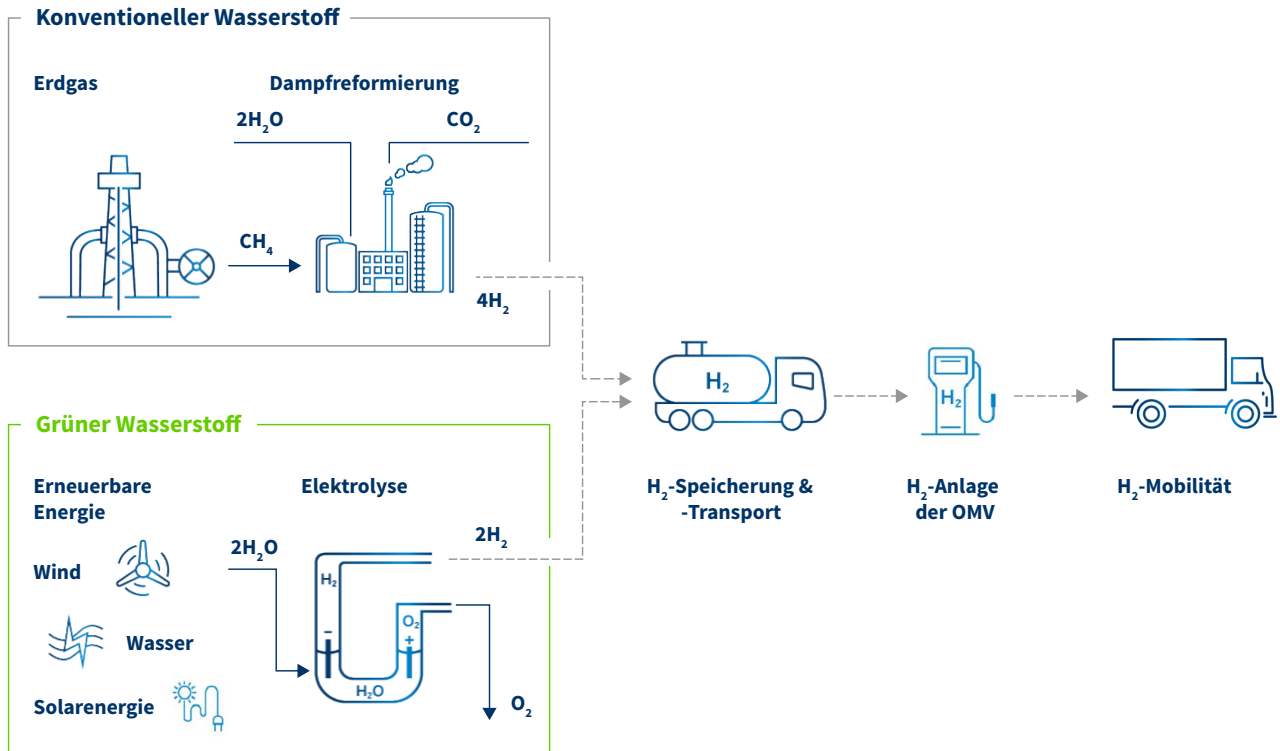 Konventioneller Wasserstoff
Erdgas
Dampfreformierung
2H₂O
CO₂
CH₄
4H₂
Grüner Wasserstoff
Erneuerbare
Energie
Elektrolyse
Wind
Wasser
Solarenergie
2H₂O
H₂
−
O₂
+
H₂O
2H₂
O₂
H₂
H₂-Speicherung &
-Transport
H₂
H₂-Anlage
der OMV
H₂-Mobilität